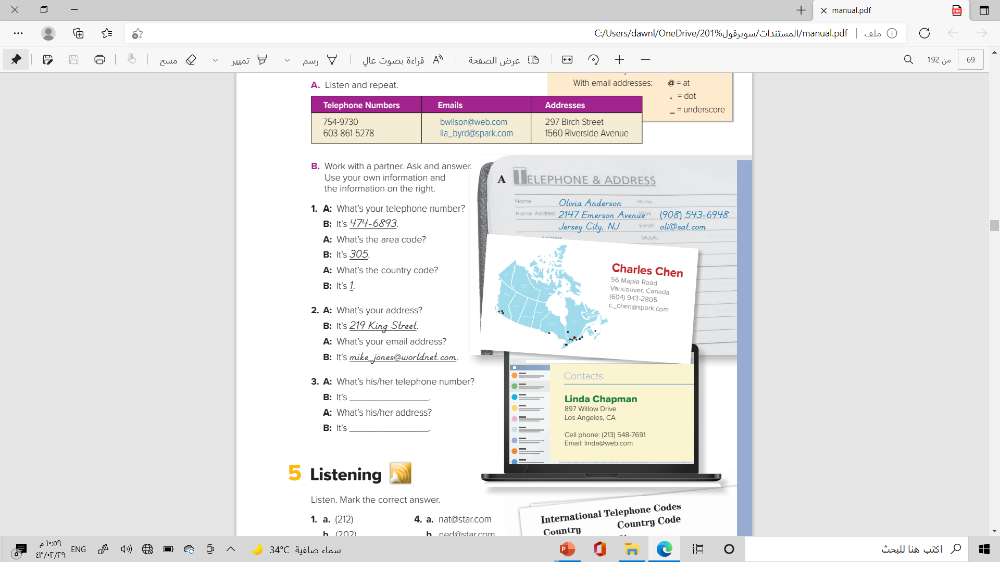 manual.pdf
C:/Users/dawnl/OneDrive/201%المستندات/سوبرقول/manual.pdf
ملف
مسح
تمييز
رسم
قراءة بصوت عالٍ
عرض الصفحة
من 192
69
With email addresses: @ = at
. = dot
_ = underscore
A. Listen and repeat.
Telephone Numbers Emails Addresses
754-9730 bwilson@web.com 297 Birch Street
603-861-5278 lia_byrd@spark.com 1560 Riverside Avenue
B. Work with a partner. Ask and answer.
Use your own information and
the information on the right.
1. A: What's your telephone number?
B: It's 474-6893.
A: What's the area code?
B: It's 305.
A: What's the country code?
B: It's 1.
2. A: What's your address?
B: It's 219 King Street.
A: What's your email address?
B: It's mike_jones@worldnet.com.
3. A: What's his/her telephone number?
B: It's ________________.
A: What's his/her address?
B: It's ________________.
A TELEPHONE & ADDRESS
Name Olivia Anderson Home
Home Address 2147 Emerson Avenue Work (908) 543-6948
Jersey City, NJ E-mail oli@sat.com
Address Mobile
Charles Chen
56 Maple Road
Vancouver, Canada
(604) 943-2805
c_chen@spark.com
Contacts
Linda Chapman
897 Willow Drive
Los Angeles, CA
Cell phone: (213) 548-7691
Email: linda@web.com
5 Listening
Listen. Mark the correct answer.
1. a. (212) 4. a. nat@star.com
b. (202) b. ned@star.com
International Telephone Codes
Country Country Code
١٠:٥٩ م
٤٣/٠٢/٢٩
ENG
34°C سماء صافية
اكتب هنا للبحث